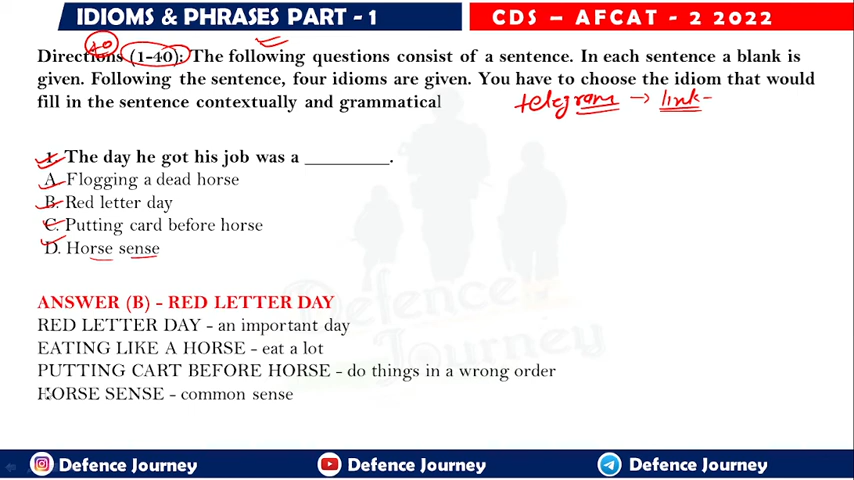 IDIOMS & PHRASES PART - 1
CDS - AFCAT - 2 2022
40
Directions (1-40): The following questions consist of a sentence. In each sentence a blank is
given. Following the sentence, four idioms are given. You have to choose the idiom that would
fill in the sentence contextually and grammatical
telegram → link
1. The day he got his job was a _________.
A. Flogging a dead horse
B. Red letter day
C. Putting card before horse
D. Horse sense
ANSWER (B) - RED LETTER DAY
RED LETTER DAY - an important day
EATING LIKE A HORSE - eat a lot
PUTTING CART BEFORE HORSE - do things in a wrong order
HORSE SENSE - common sense
Defence
Journey
Defence Journey
Defence Journey
Defence Journey